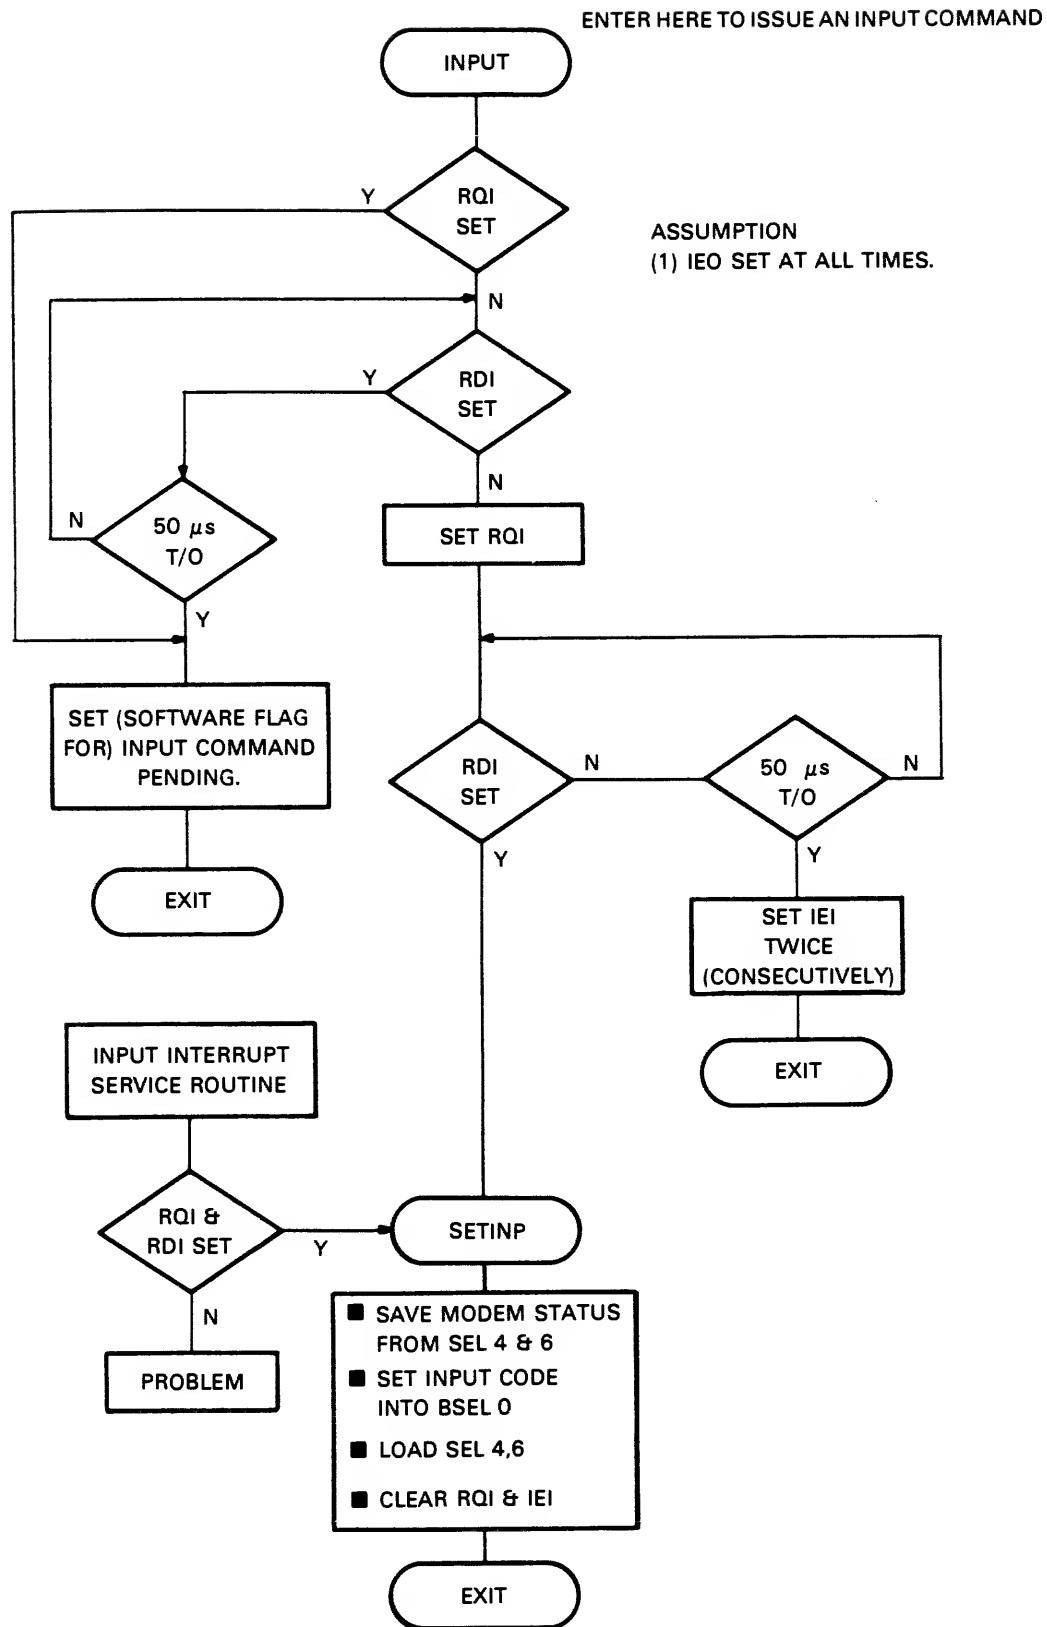 ENTER HERE TO ISSUE AN INPUT COMMAND
INPUT
Y
RQI
SET
ASSUMPTION
(1) IEO SET AT ALL TIMES.
N
Y
RDI
SET
N
N
50 μs
T/O
SET RQI
Y
SET (SOFTWARE FLAG
FOR) INPUT COMMAND
PENDING.
RDI
SET
N
50 μs
T/O
N
Y
Y
EXIT
SET IEI
TWICE
(CONSECUTIVELY)
EXIT
INPUT INTERRUPT
SERVICE ROUTINE
RQI &
RDI SET
Y
SETINP
N
PROBLEM
■ SAVE MODEM STATUS
FROM SEL 4 & 6
■ SET INPUT CODE
INTO BSEL 0
■ LOAD SEL 4,6
■ CLEAR RQI & IEI
EXIT